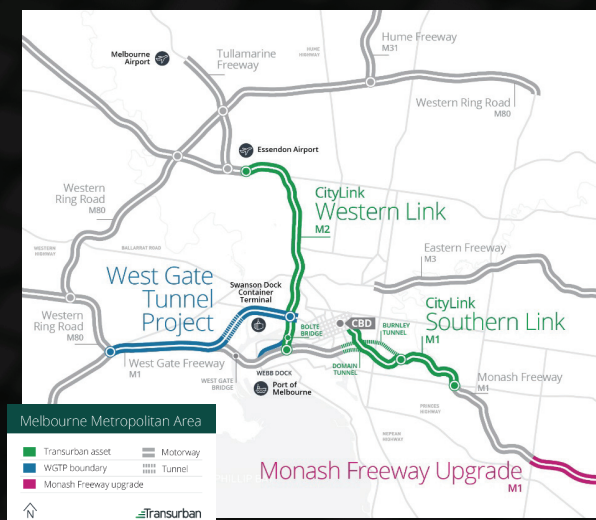 Hume Freeway
M31
HUME
HIGHWAY
Melbourne
Airport
Tullamarine
Freeway
Western Ring Road
M80
Essendon Airport
Western
Ring Road
M80
CityLink
Western Link
M2
WESTERN
HIGHWAY
BALLARAT ROAD
Eastern Freeway
M3
West Gate
Tunnel
Project
Swanson Dock
Container
Terminal
CityLink
Southern Link
M1
CBD
BURNLEY
TUNNEL
BOLTE
BRIDGE
Western
Ring Road
M80
West Gate Freeway
M1
WEST GATE
BRIDGE
WEBB DOCK
Port of
Melbourne
DOMAIN
TUNNEL
PRINCES
HIGHWAY
Monash Freeway
M1
NEPEAN
HIGHWAY
Monash Freeway Upgrade
M1
PHILLIP
Melbourne Metropolitan Area
Transurban asset
Motorway
WGTP boundary
Tunnel
Monash Freeway upgrade
N
Transurban